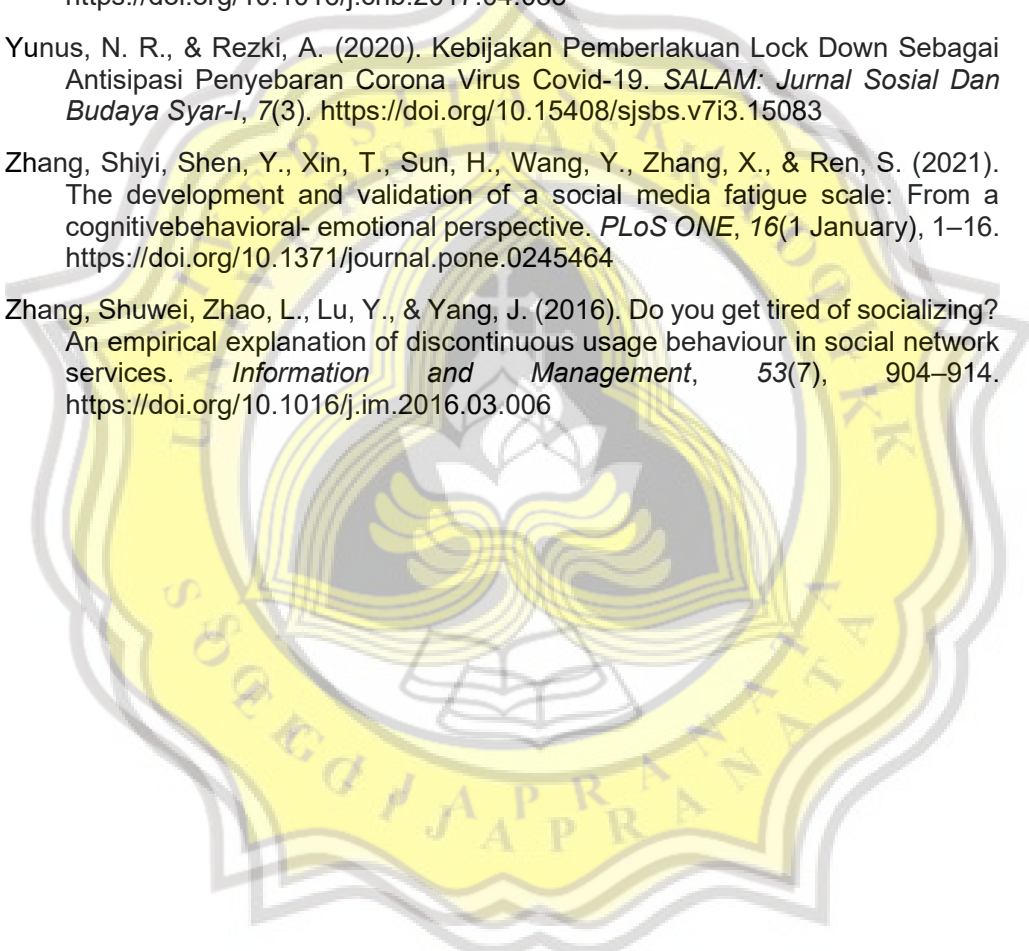 Yunus, N. R., & Rezki, A. (2020). Kebijakan Pemberlakuan Lock Down Sebagai
Antisipasi Penyebaran Corona Virus Covid-19. SALAM: Jurnal Sosial Dan
Budaya Syar-I, 7(3). https://doi.org/10.15408/sjsbs.v7i3.15083
Zhang, Shiyi, Shen, Y., Xin, T., Sun, H., Wang, Y., Zhang, X., & Ren, S. (2021).
The development and validation of a social media fatigue scale: From a
cognitivebehavioral- emotional perspective. PLoS ONE, 16(1 January), 1–16.
https://doi.org/10.1371/journal.pone.0245464
Zhang, Shuwei, Zhao, L., Lu, Y., & Yang, J. (2016). Do you get tired of socializing?
An empirical explanation of discontinuous usage behaviour in social network
services. Information and Management, 53(7), 904–914.
https://doi.org/10.1016/j.im.2016.03.006
SOEGIJAPRANATA
SOEGIJAPRANATA